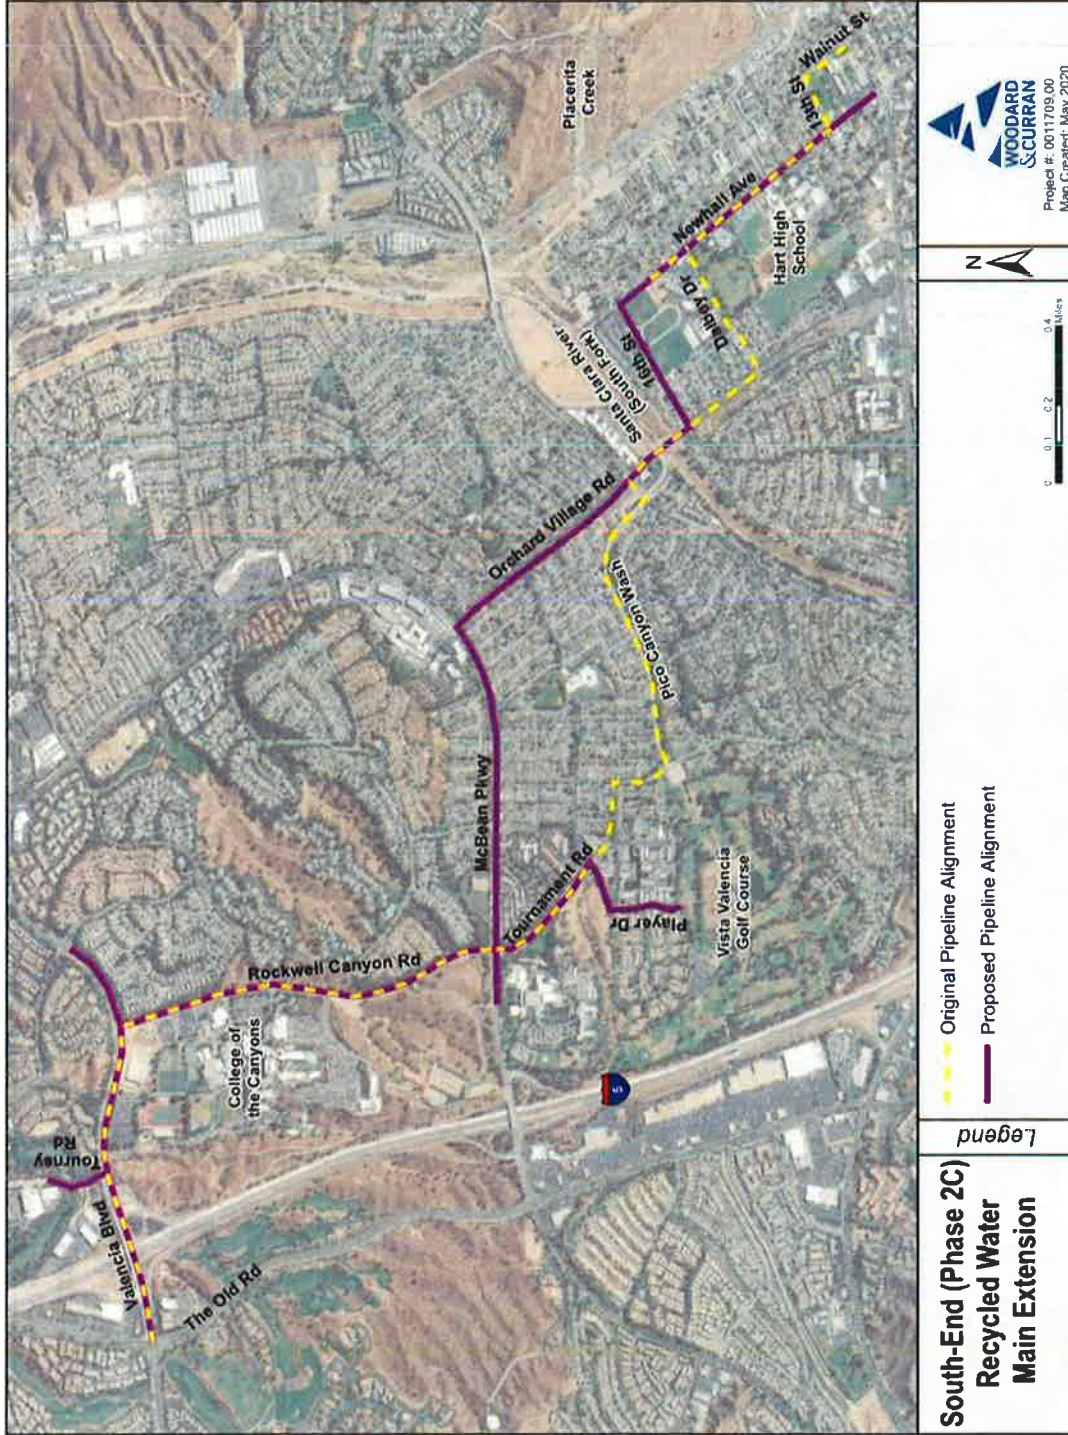 Valencia Blvd
Tourney
Rd
The Old Rd
College of
the Canyons
Rockwell Canyon Rd
5
McBean Pkwy
Tournament Rd
Player Dr
Vista Valencia
Golf Course
Orchard Village Rd
Pico Canyon Wash
Santa Clara River
(South Fork)
16th St
Dalbey Dr
Newhall Ave
Hart High
School
Placerita
Creek
13th St
Walnut St
South-End (Phase 2C)
Recycled Water
Main Extension
Legend
Original Pipeline Alignment
Proposed Pipeline Alignment
0 0.1 0.2 0.4
Miles
N
WOODARD
&CURRAN
Project #: 0011709.00
Map Created: May 2020